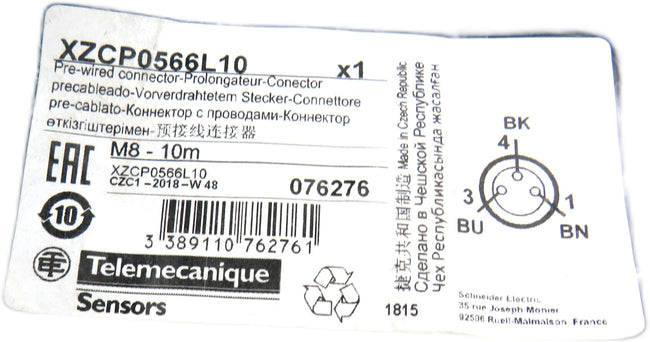 XZCP0566L10
x1
Pre-wired connector-Prolongateur-Conector
precableado-Vorverdrahtetem Stecker-Connettore
pre-cablato-Коннектор с проводами-Коннектор
өткізгіштерімен-预接线连接器
EAC
M8 - 10m
XZCP0566L10
CZC1-2018-W 48
076276
10
3 389110 762761
Telemecanique
Sensors
捷克共和国制造 Made in Czech Republic
Сделано в Чешской Республике
Чех Республикасында жасалған
1815
BK
4
3
1
BU
BN
Schneider Electric
35 rue Joseph Monier
92506 Rueil-Malmaison France